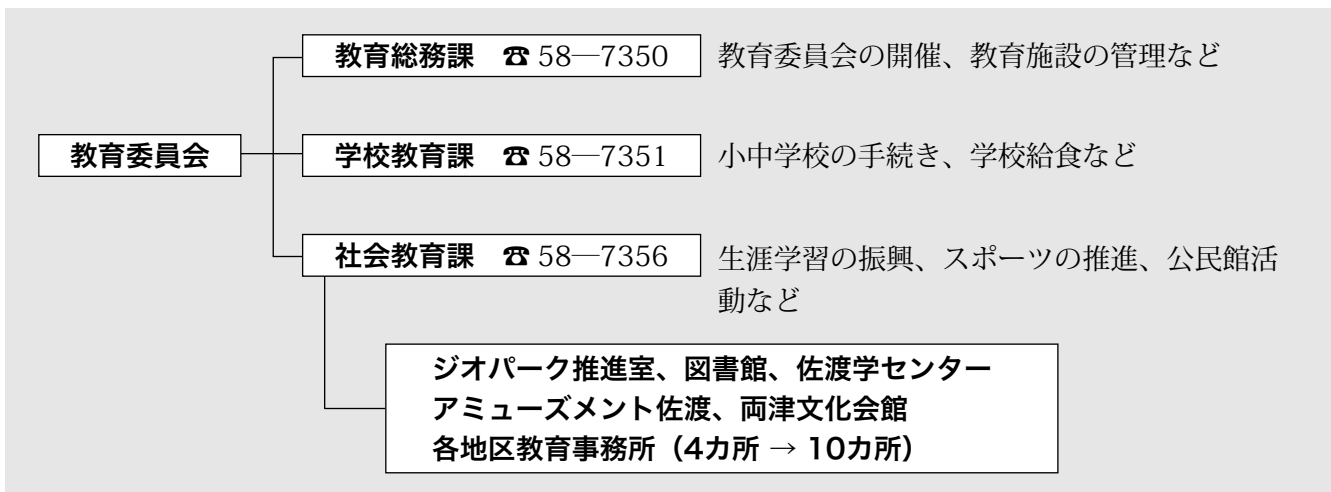 教育総務課 ☎ 58―7350 教育委員会の開催、教育施設の管理など
教育委員会
学校教育課 ☎ 58―7351 小中学校の手続き、学校給食など
社会教育課 ☎ 58―7356 生涯学習の振興、スポーツの推進、公民館活
動など
ジオパーク推進室、図書館、佐渡学センター
アミューズメント佐渡、両津文化会館
各地区教育事務所（4カ所 → 10カ所）